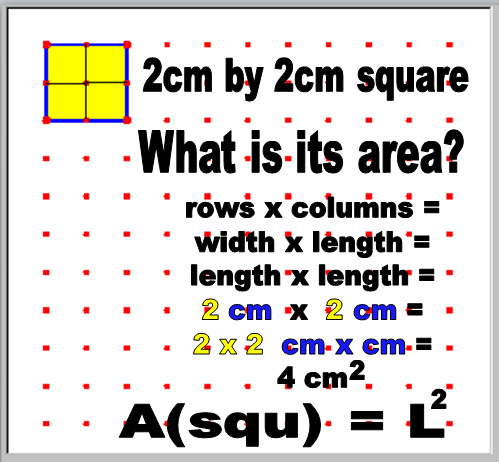 2cm by 2cm square
What is its area?
rows x columns =
width x length =
length x length =
2 cm x 2 cm =
2 x 2 cm x cm =
4 cm²
A(squ) = L²